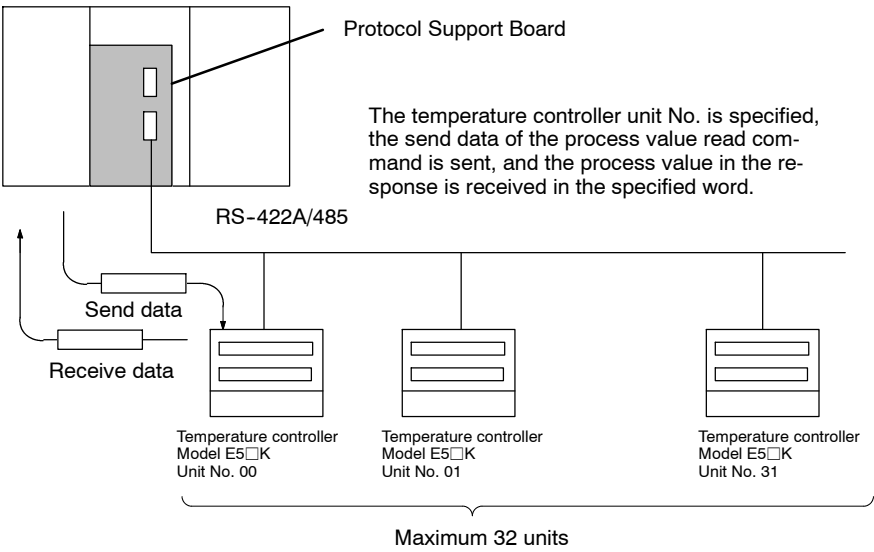 Protocol Support Board
The temperature controller unit No. is specified,
the send data of the process value read com-
mand is sent, and the process value in the re-
sponse is received in the specified word.
RS-422A/485
Send data
Receive data
Temperature controller
Model E5□K
Unit No. 00
Temperature controller
Model E5□K
Unit No. 01
Temperature controller
Model E5□K
Unit No. 31
Maximum 32 units